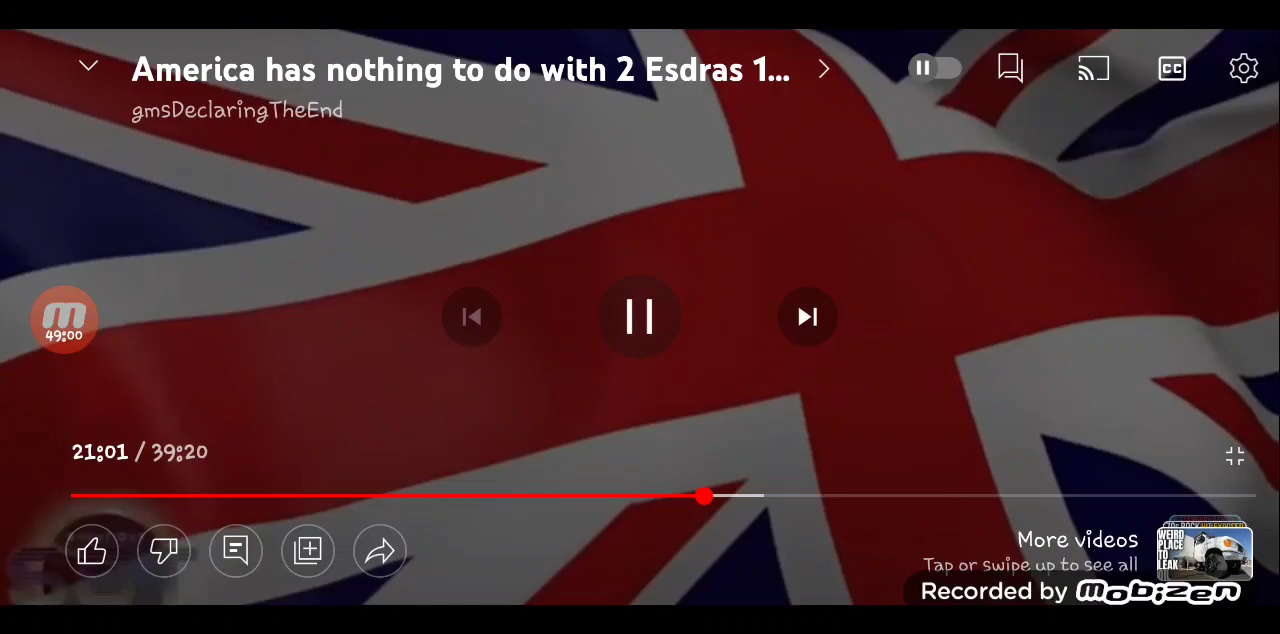 America has nothing to do with 2 Esdras 1...
gmsDeclaringTheEnd
CC
m
49:00
21:01 / 39:20
More videos
Tap or swipe up to see all
WEIRD
PLACE
TO
LEAK
Recorded by mobizen